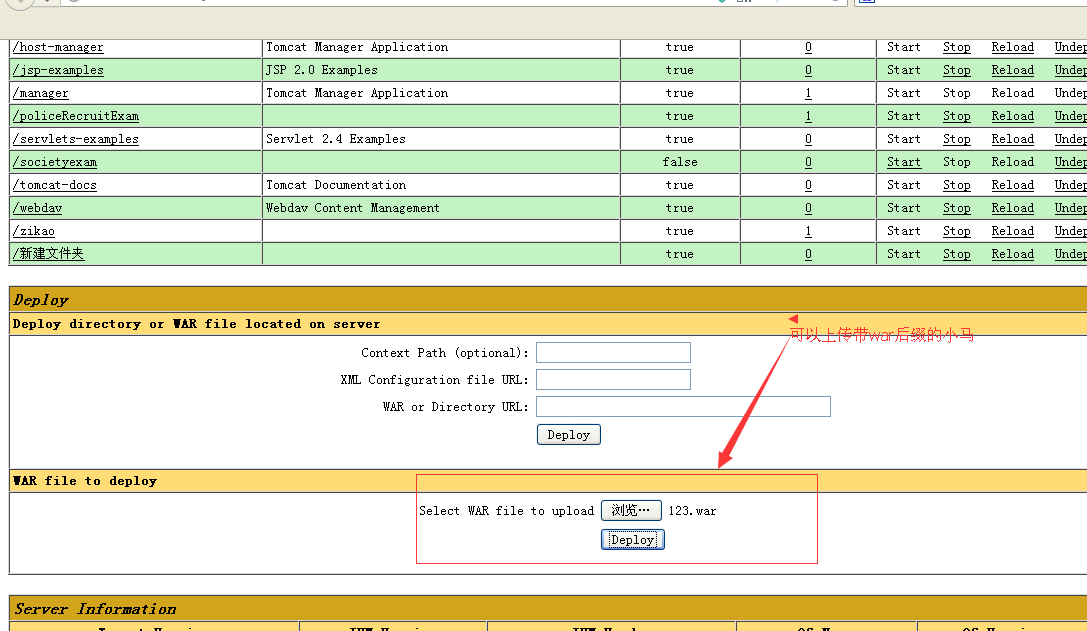 /host-manager Tomcat Manager Application true 0 Start Stop Reload Undep
/jsp-examples JSP 2.0 Examples true 0 Start Stop Reload Undep
/manager Tomcat Manager Application true 1 Start Stop Reload Undep
/policeRecruitExam true 1 Start Stop Reload Undep
/servlets-examples Servlet 2.4 Examples true 0 Start Stop Reload Undep
/societyexam false 0 Start Stop Reload Undep
/tomcat-docs Tomcat Documentation true 0 Start Stop Reload Undep
/webdav Webdav Content Management true 0 Start Stop Reload Undep
/zikao true 1 Start Stop Reload Undep
/新建文件夹 true 0 Start Stop Reload Undep
Deploy
Deploy directory or WAR file located on server
可以上传带war后缀的小马
Context Path (optional):
XML Configuration file URL:
WAR or Directory URL:
Deploy
WAR file to deploy
Select WAR file to upload 浏览… 123.war
Deploy
Server Information